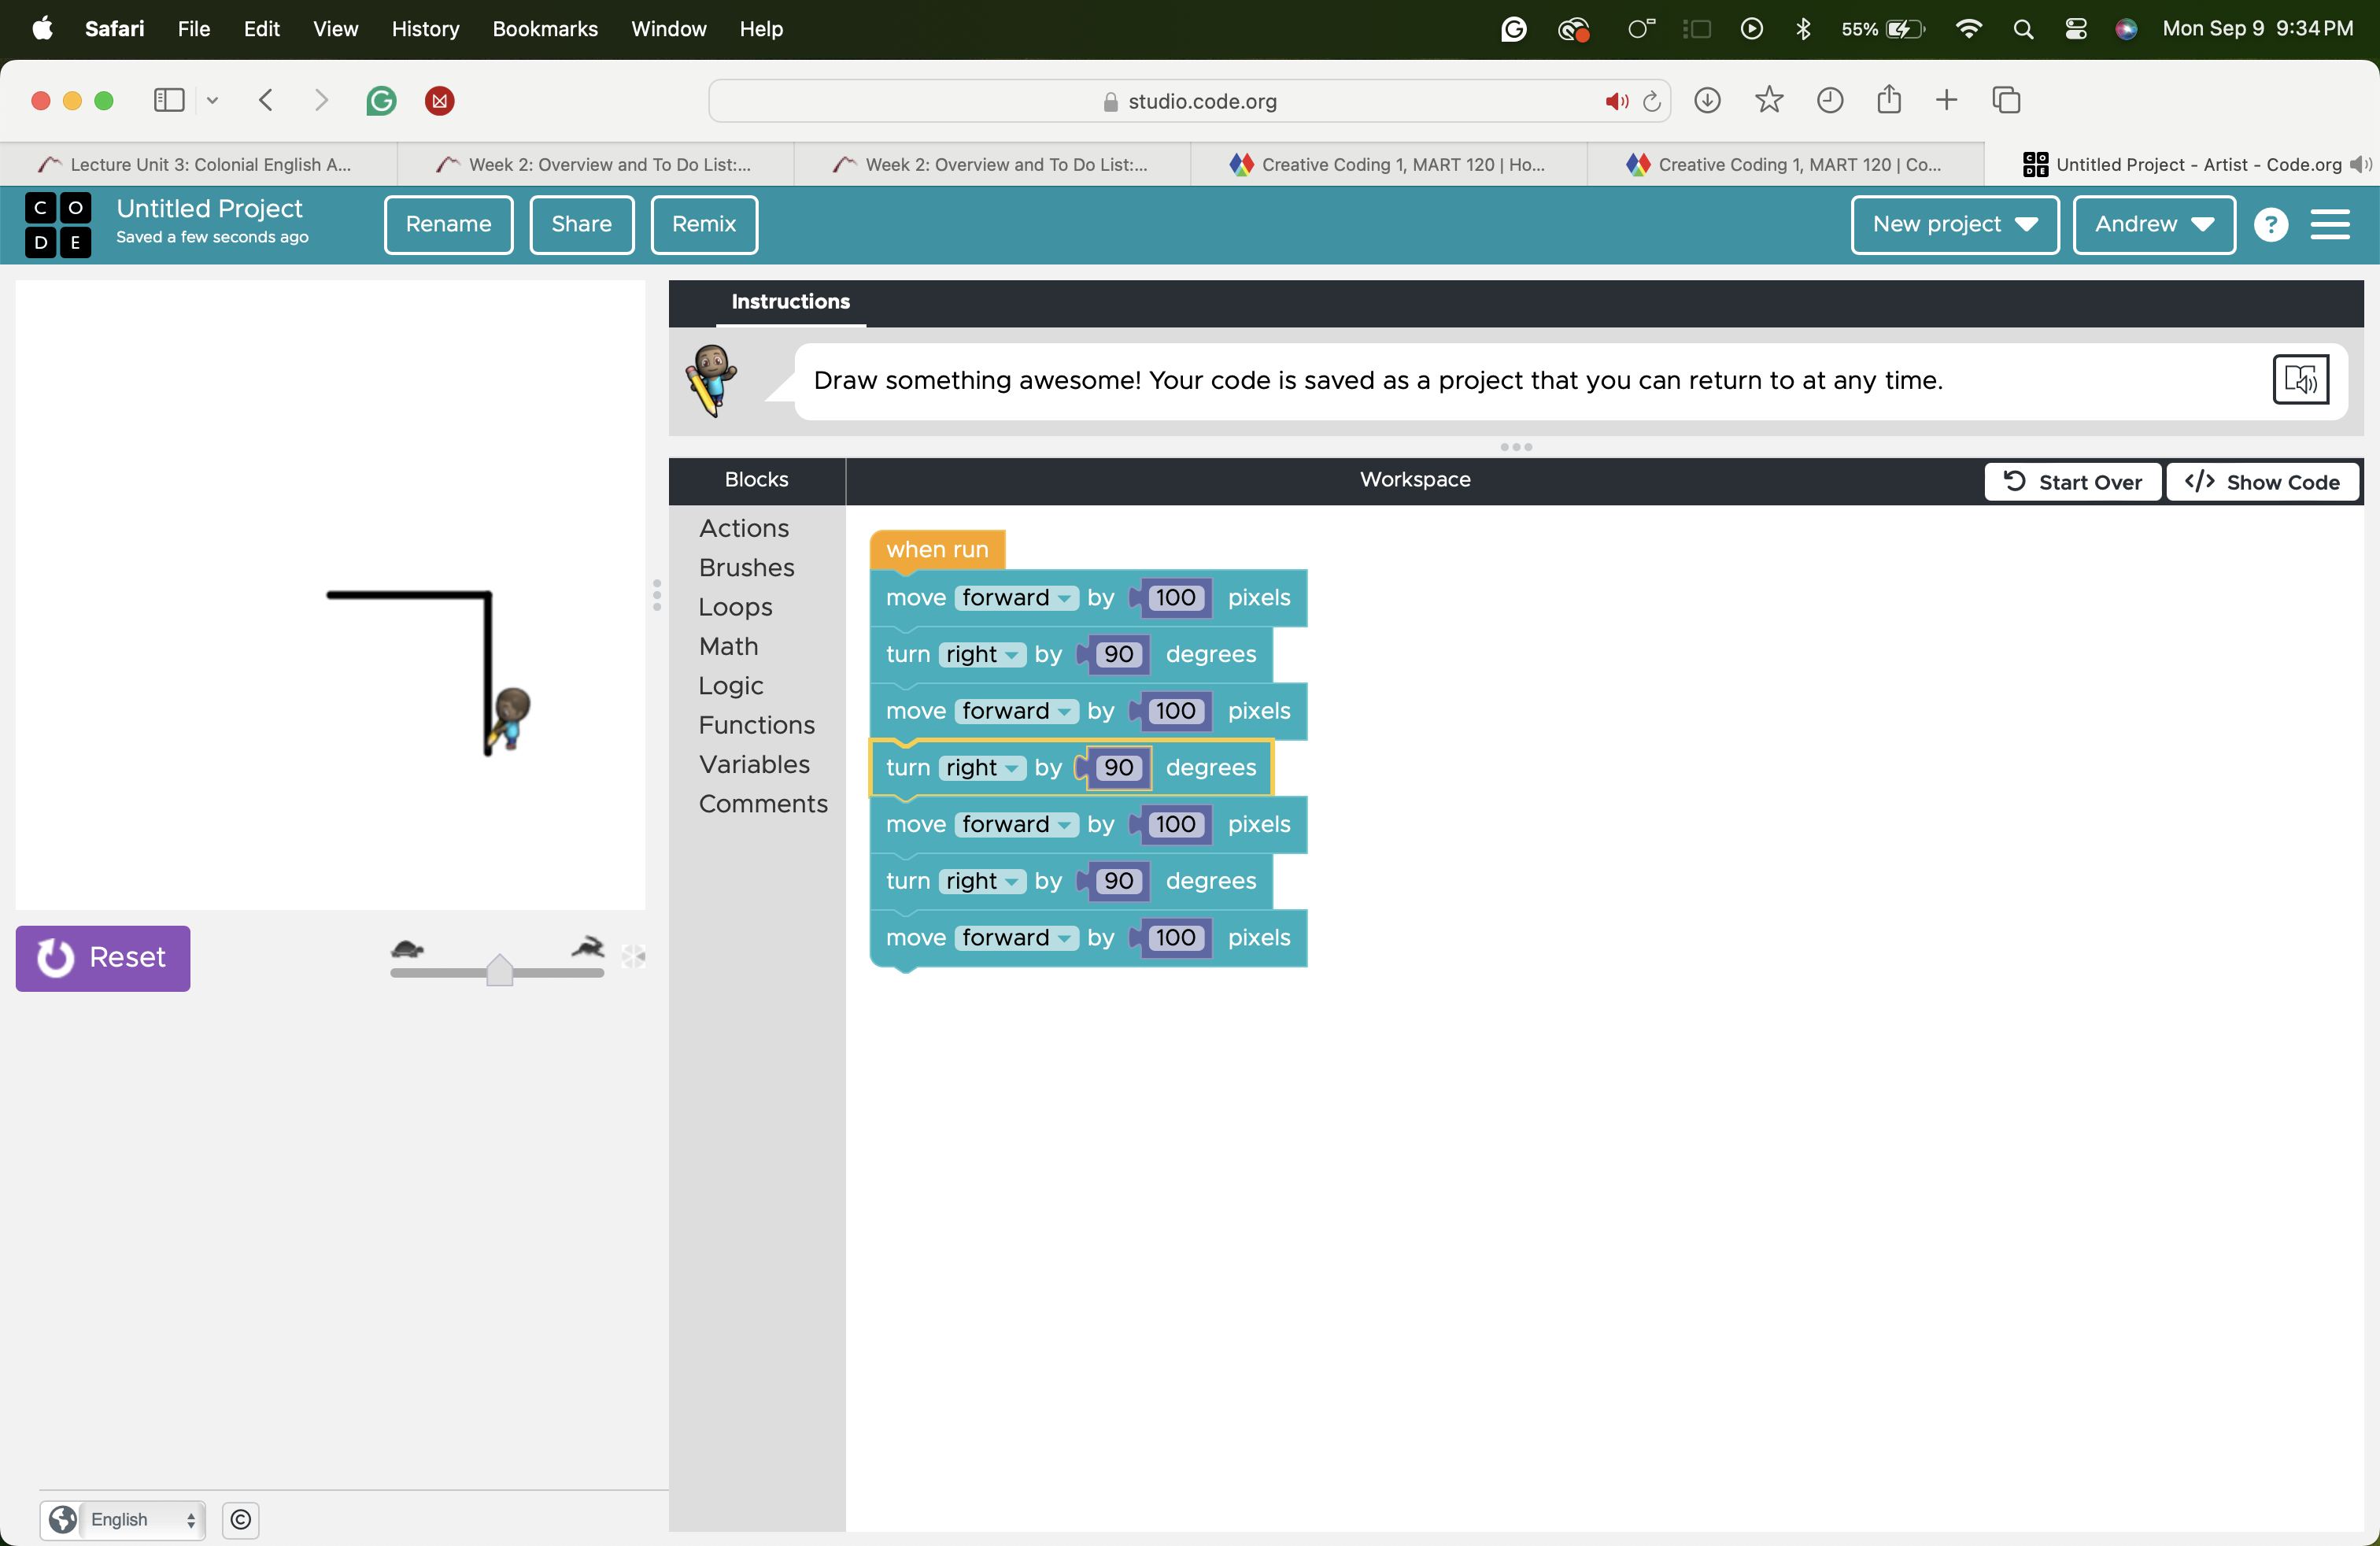 Safari File Edit View History Bookmarks Window Help 55% Mon Sep 9 9:34 PM
studio.code.org
Lecture Unit 3: Colonial English A... Week 2: Overview and To Do List:... Week 2: Overview and To Do List:... Creative Coding 1, MART 120 | Ho... Creative Coding 1, MART 120 | Co... Untitled Project - Artist - Code.org
C O
D E
Untitled Project
Saved a few seconds ago
Rename Share Remix New project Andrew ?
Instructions
Draw something awesome! Your code is saved as a project that you can return to at any time.
Blocks Workspace Start Over </> Show Code
Actions
Brushes
Loops
Math
Logic
Functions
Variables
Comments
when run
move forward by 100 pixels
turn right by 90 degrees
move forward by 100 pixels
turn right by 90 degrees
move forward by 100 pixels
turn right by 90 degrees
move forward by 100 pixels
Reset
English ©